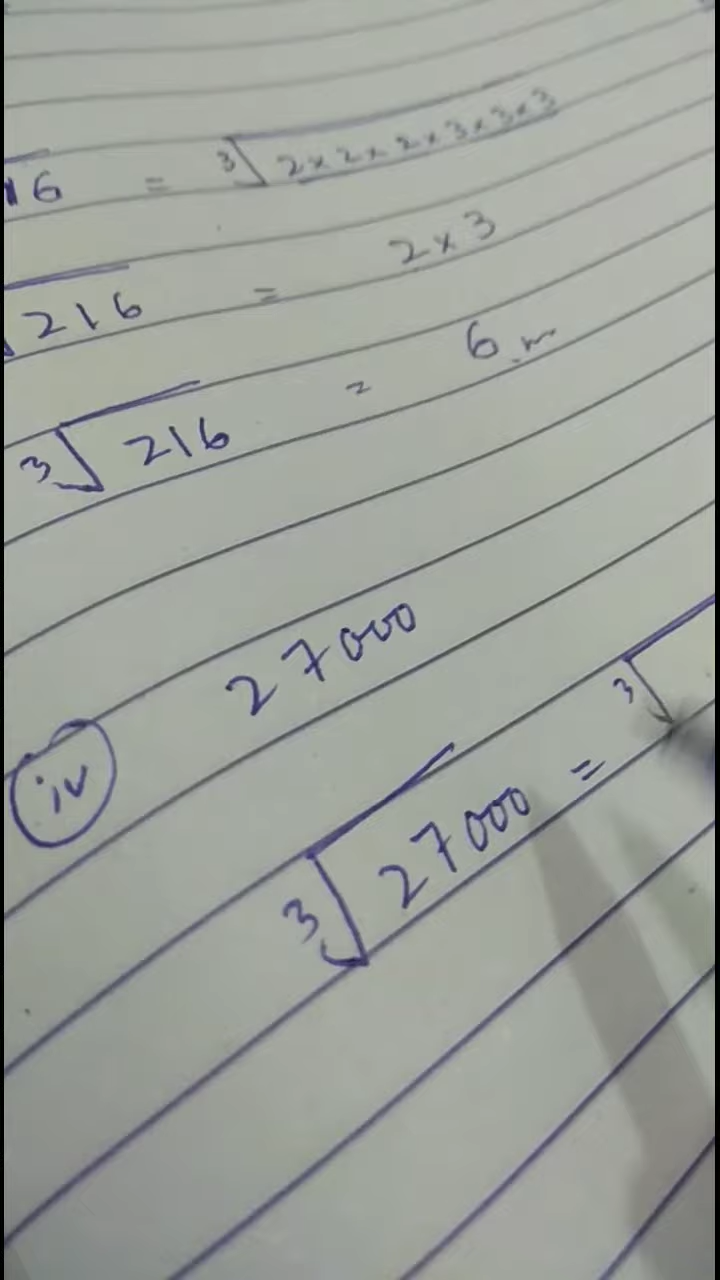 16 = ∛2×2×2×3×3×3
√216 = 2×3
∛216 = 6
iv 27000
∛27000 = ∛